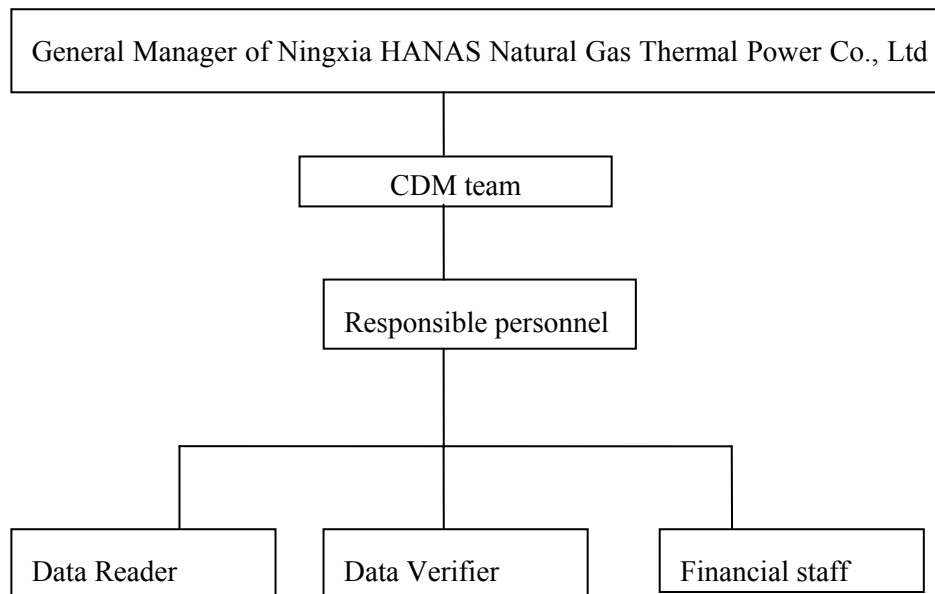 General Manager of Ningxia HANAS Natural Gas Thermal Power Co., Ltd
CDM team
Responsible personnel
Data Reader
Data Verifier
Financial staff